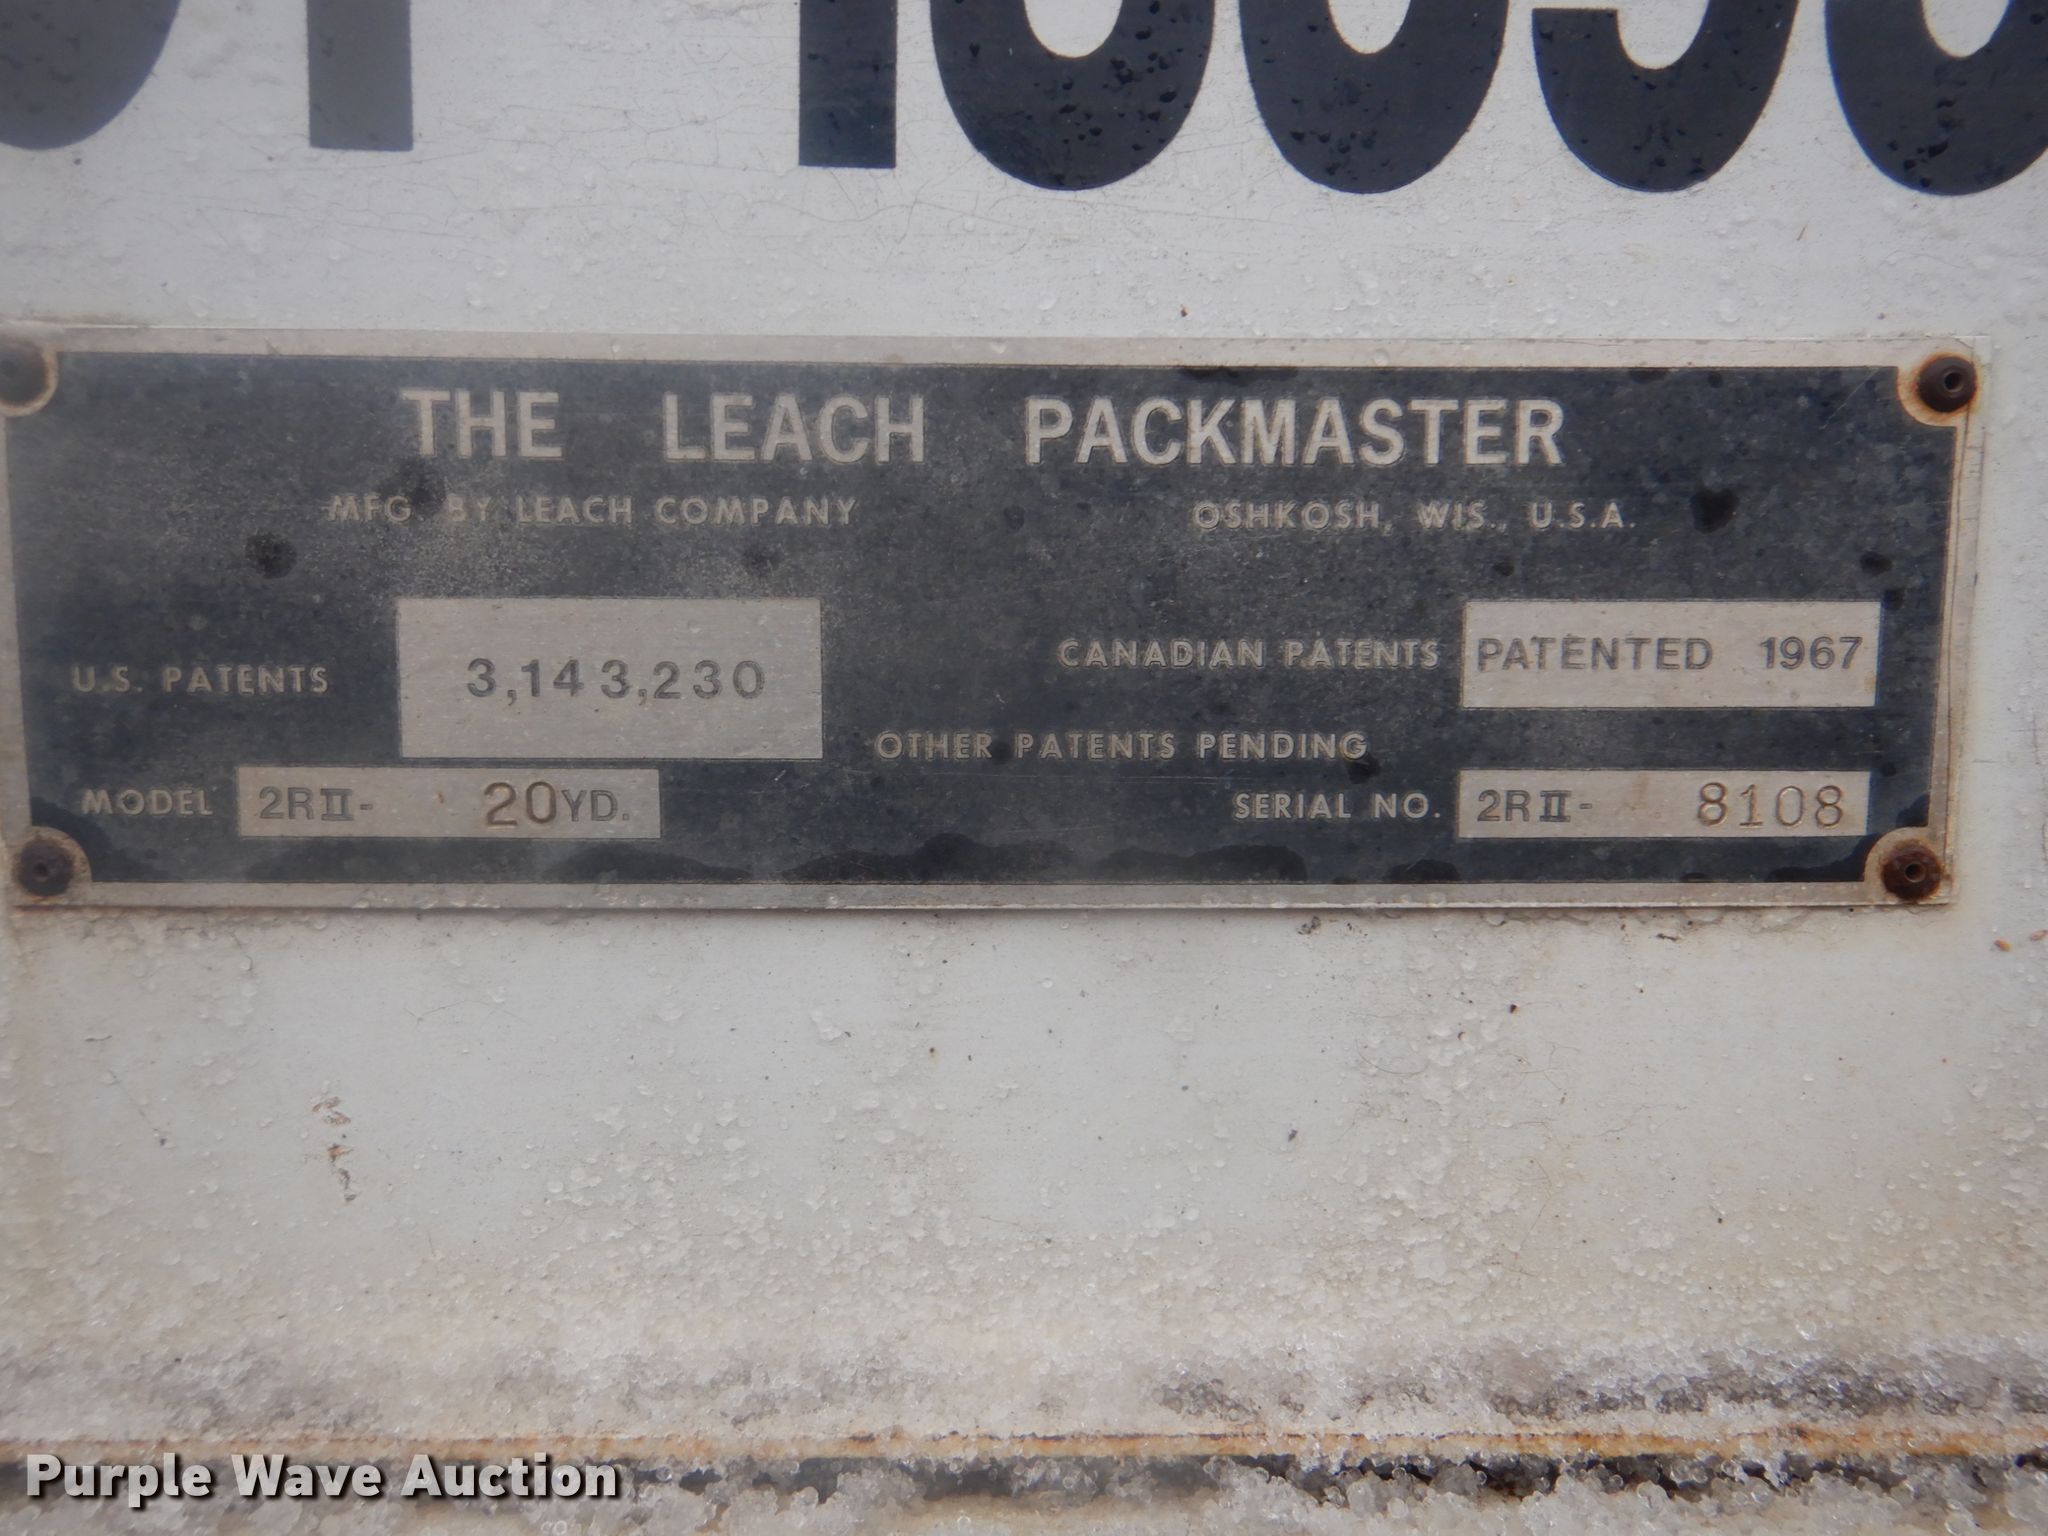 THE LEACH PACKMASTER
MFG. BY LEACH COMPANY OSHKOSH, WIS., U.S.A.
U.S. PATENTS 3,143,230
CANADIAN PATENTS PATENTED 1967
OTHER PATENTS PENDING
MODEL 2RII- 20YD.
SERIAL NO. 2RII- 8108
Purple Wave Auction